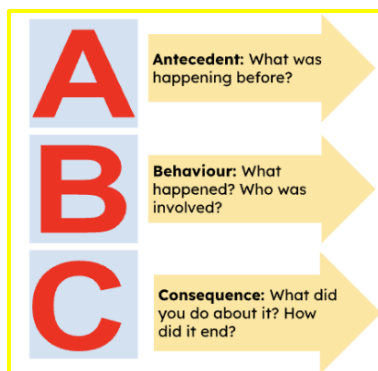 A
Antecedent: What was
happening before?
B
Behaviour: What
happened? Who was
involved?
C
Consequence: What did
you do about it? How
did it end?